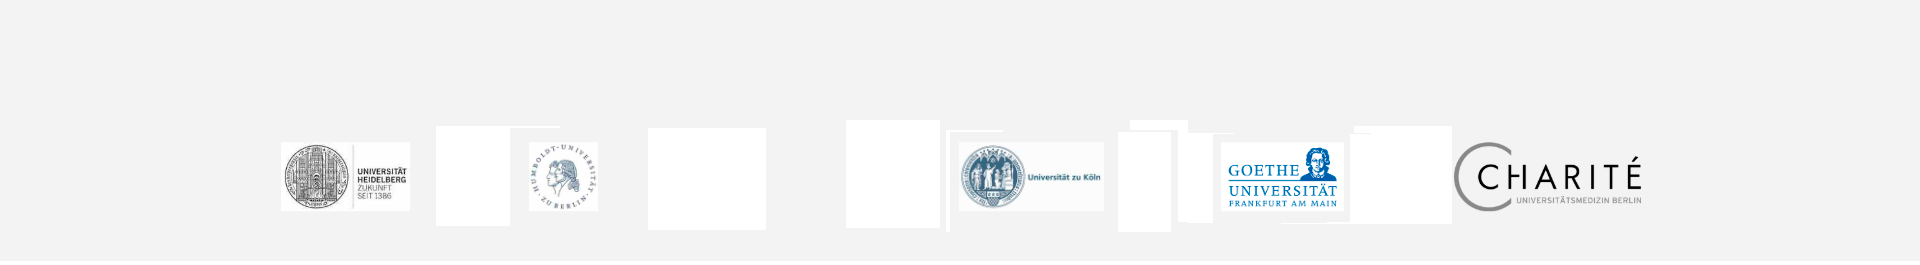 UNIVERSITÄT
HEIDELBERG
ZUKUNFT
SEIT 1386
·HUMBOLDT-UNIVERSITÄT·
ZU BERLIN
Universität zu Köln
GOETHE
UNIVERSITÄT
FRANKFURT AM MAIN
CHARITÉ
UNIVERSITÄTSMEDIZIN BERLIN